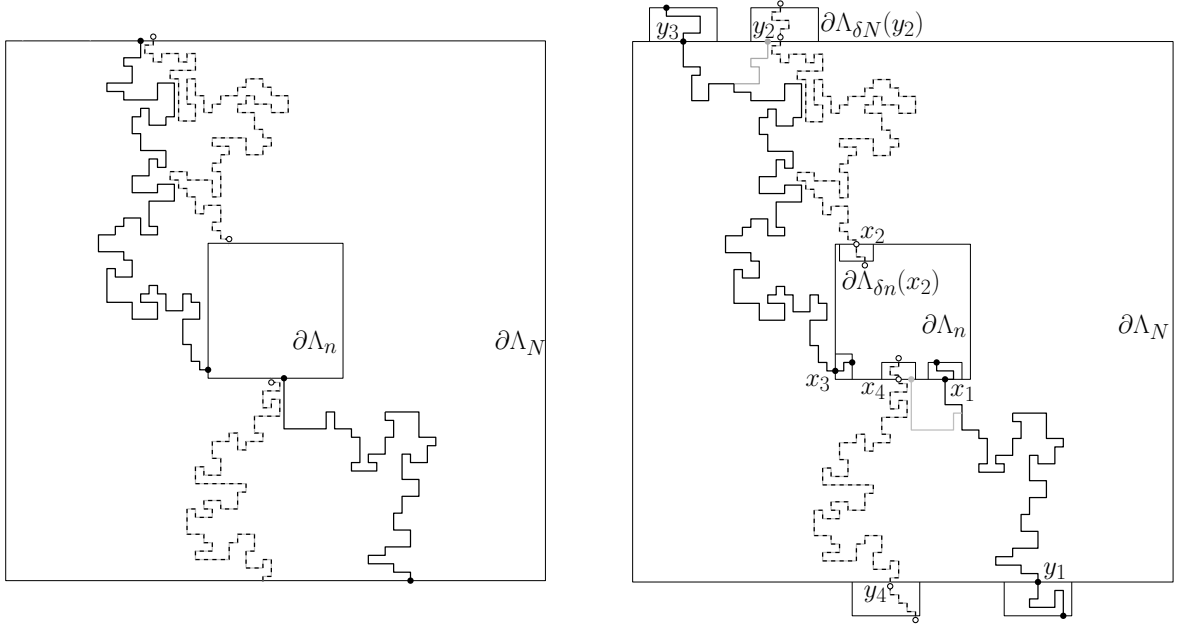 ∂Λ_n
∂Λ_N
y_3
y_2
∂Λ_{δN}(y_2)
x_2
∂Λ_{δn}(x_2)
∂Λ_n
∂Λ_N
x_3
x_4
x_1
y_4
y_1